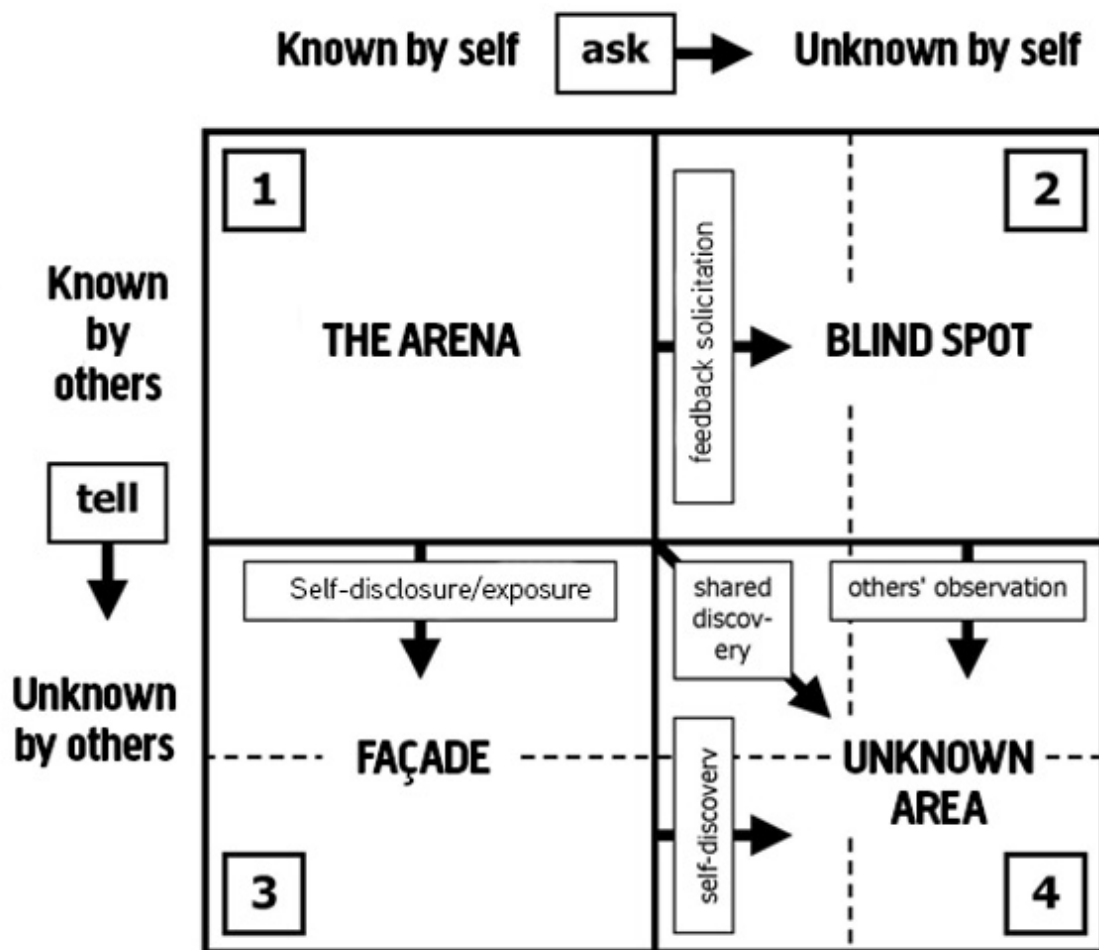 Known by self
ask
Unknown by self
1
2
Known
by
others
THE ARENA
feedback solicitation
BLIND SPOT
tell
Self-disclosure/exposure
shared
discov-
ery
others' observation
Unknown
by others
FAÇADE
self-discovery
UNKNOWN
AREA
3
4